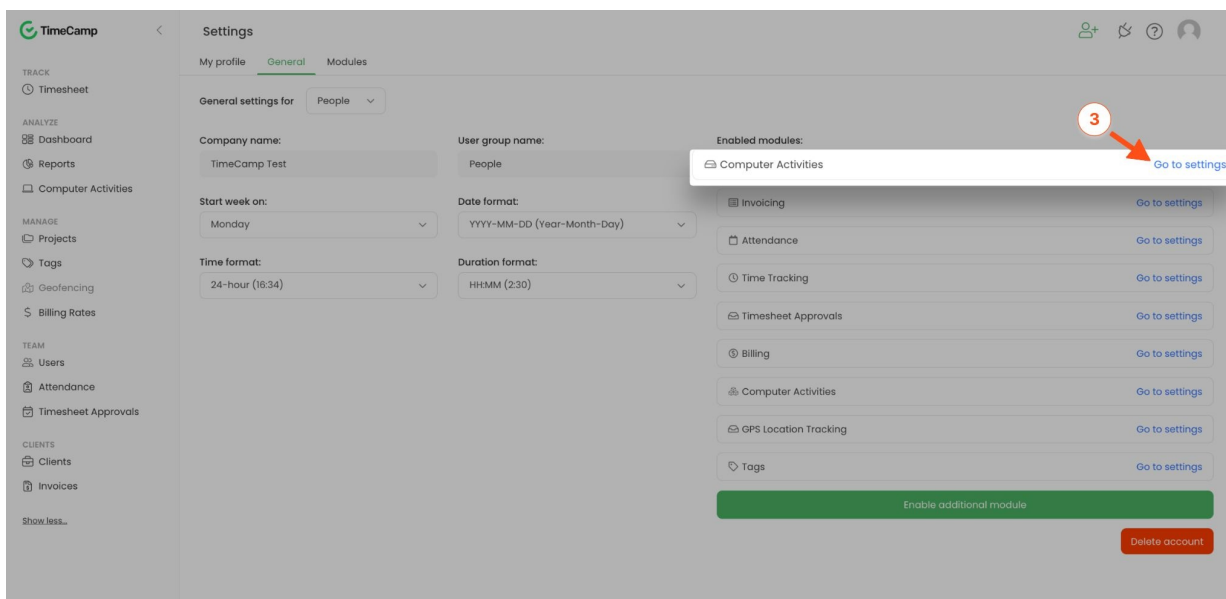 TimeCamp
TRACK
Timesheet
ANALYZE
Dashboard
Reports
Computer Activities
MANAGE
Projects
Tags
Geofencing
$ Billing Rates
TEAM
Users
Attendance
Timesheet Approvals
CLIENTS
Clients
Invoices
Show less...
Settings
My profile General Modules
General settings for People
Company name:
TimeCamp Test
User group name:
People
Start week on:
Monday
Date format:
YYYY-MM-DD (Year-Month-Day)
Time format:
24-hour (16:34)
Duration format:
HH:MM (2:30)
3
Enabled modules:
Computer Activities Go to settings
Invoicing Go to settings
Attendance Go to settings
Time Tracking Go to settings
Timesheet Approvals Go to settings
Billing Go to settings
Computer Activities Go to settings
GPS Location Tracking Go to settings
Tags Go to settings
Enable additional module
Delete account